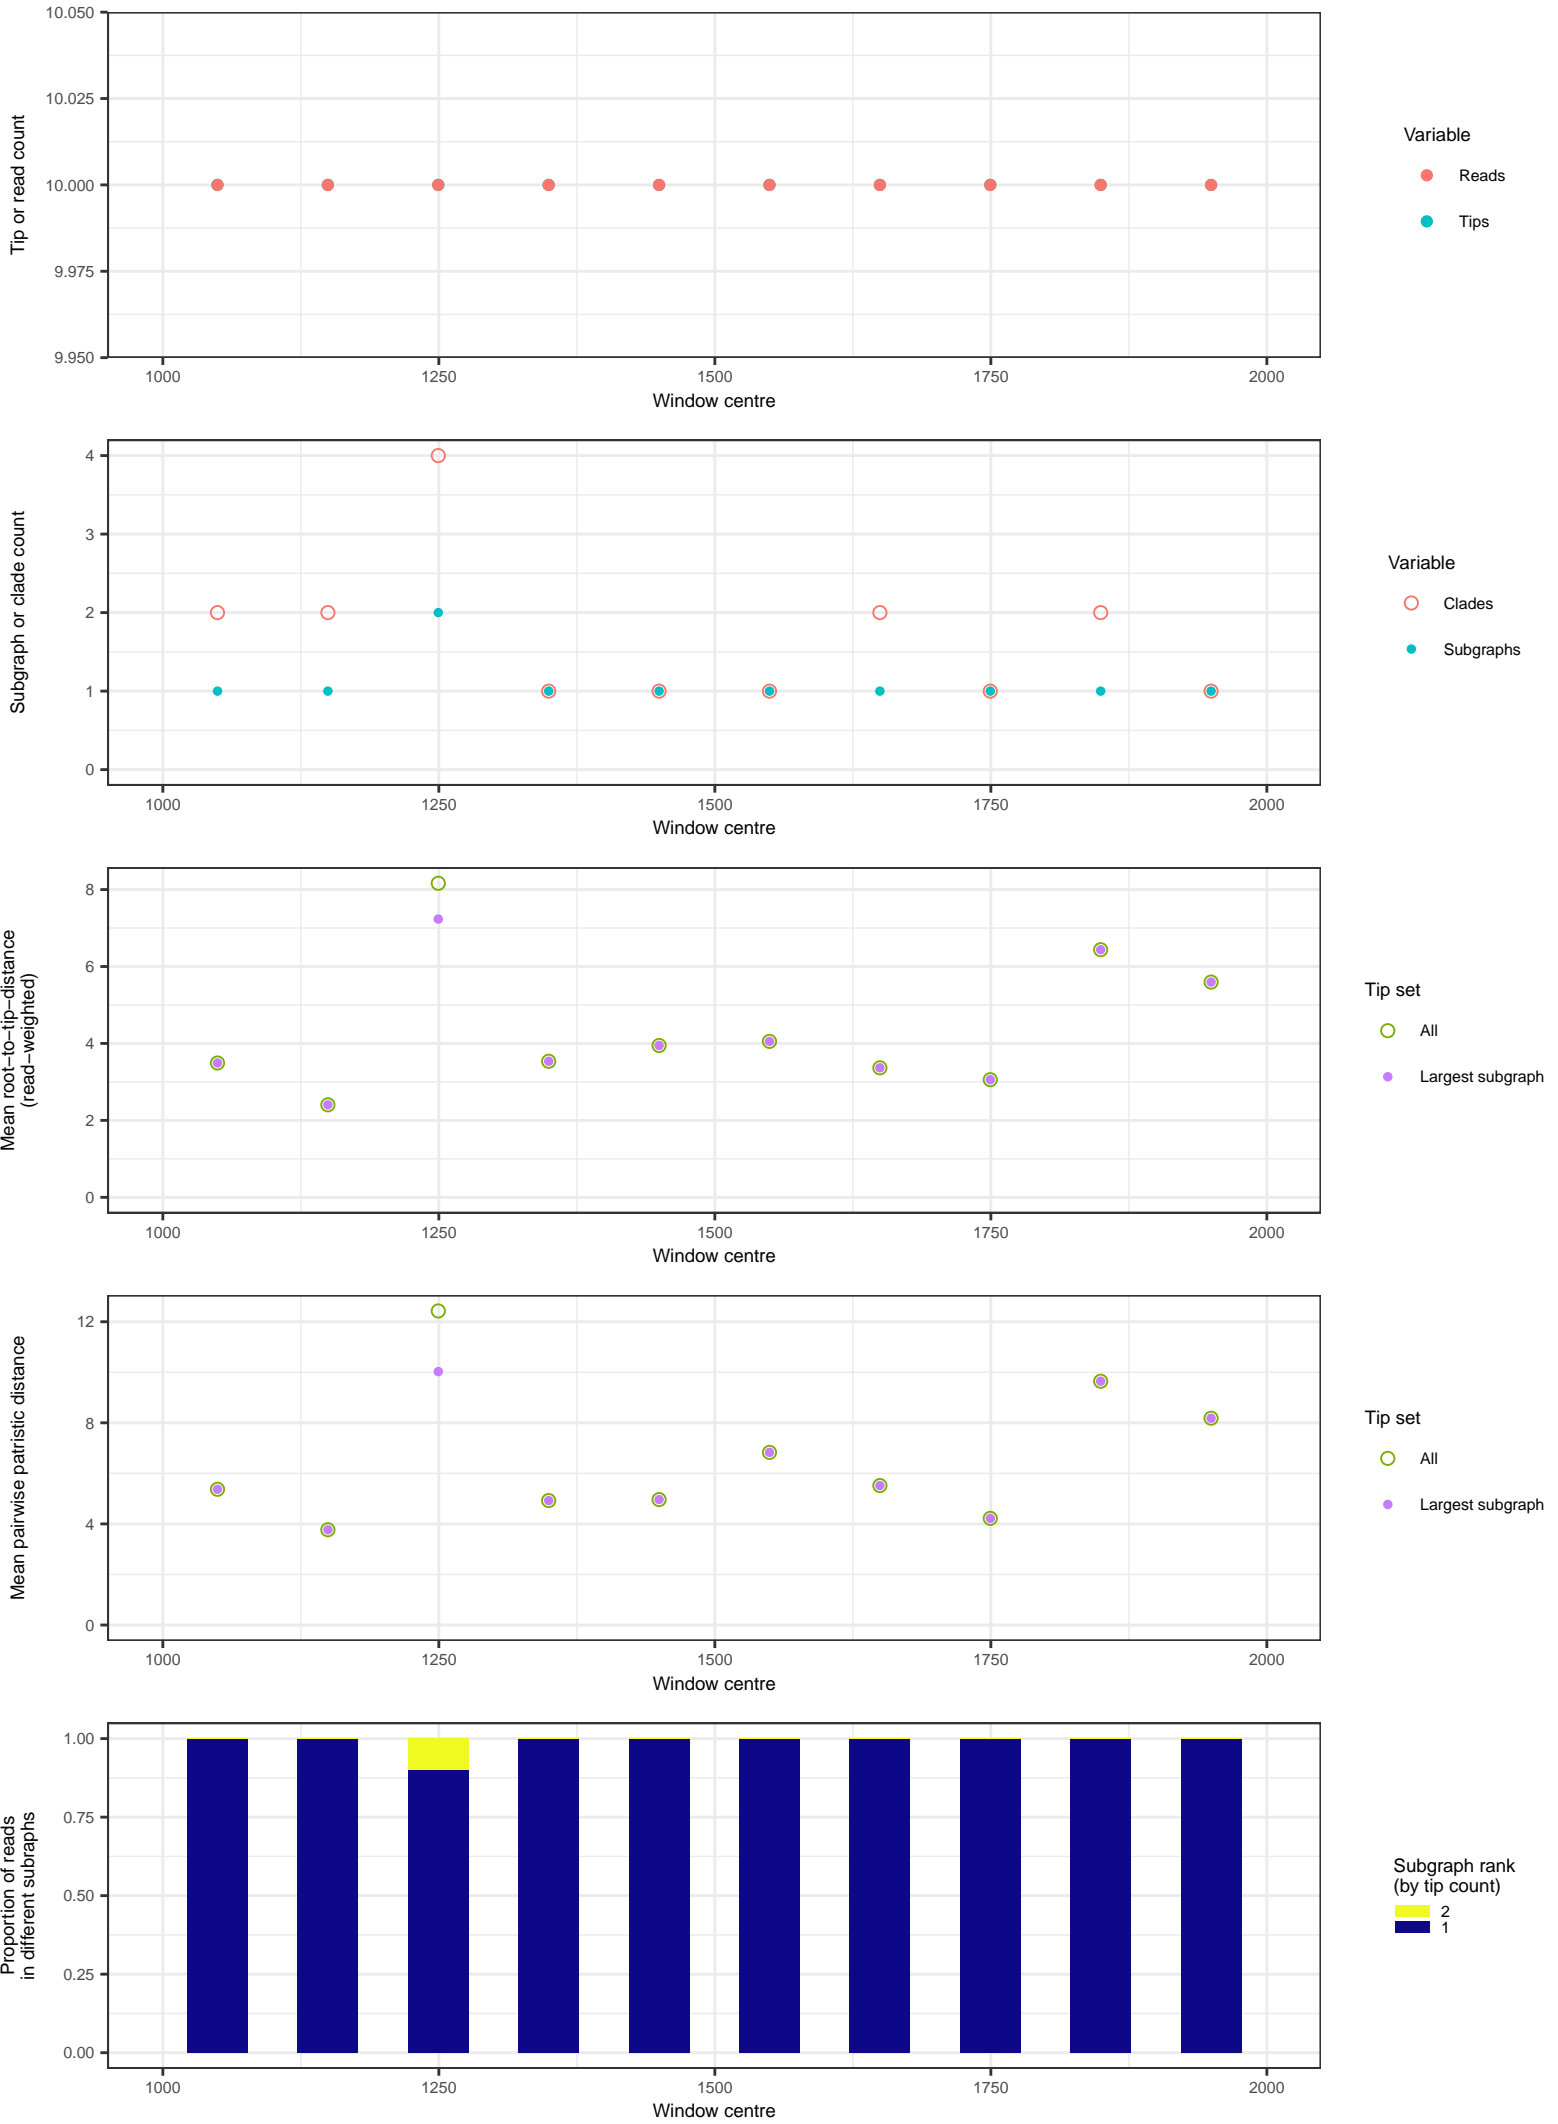 10.050
10.025
10.000
9.975
9.950
Tip or read count
1000 1250 1500 1750 2000
Window centre
Variable
Reads
Tips
4
3
2
1
0
Subgraph or clade count
1000 1250 1500 1750 2000
Window centre
Variable
Clades
Subgraphs
8
6
4
2
0
Mean root−to−tip−distance
(read−weighted)
1000 1250 1500 1750 2000
Window centre
Tip set
All
Largest subgraph
12
8
4
0
Mean pairwise patristic distance
1000 1250 1500 1750 2000
Window centre
Tip set
All
Largest subgraph
1.00
0.75
0.50
0.25
0.00
Proportion of reads
in different subraphs
1000 1250 1500 1750 2000
Window centre
Subgraph rank
(by tip count)
2
1